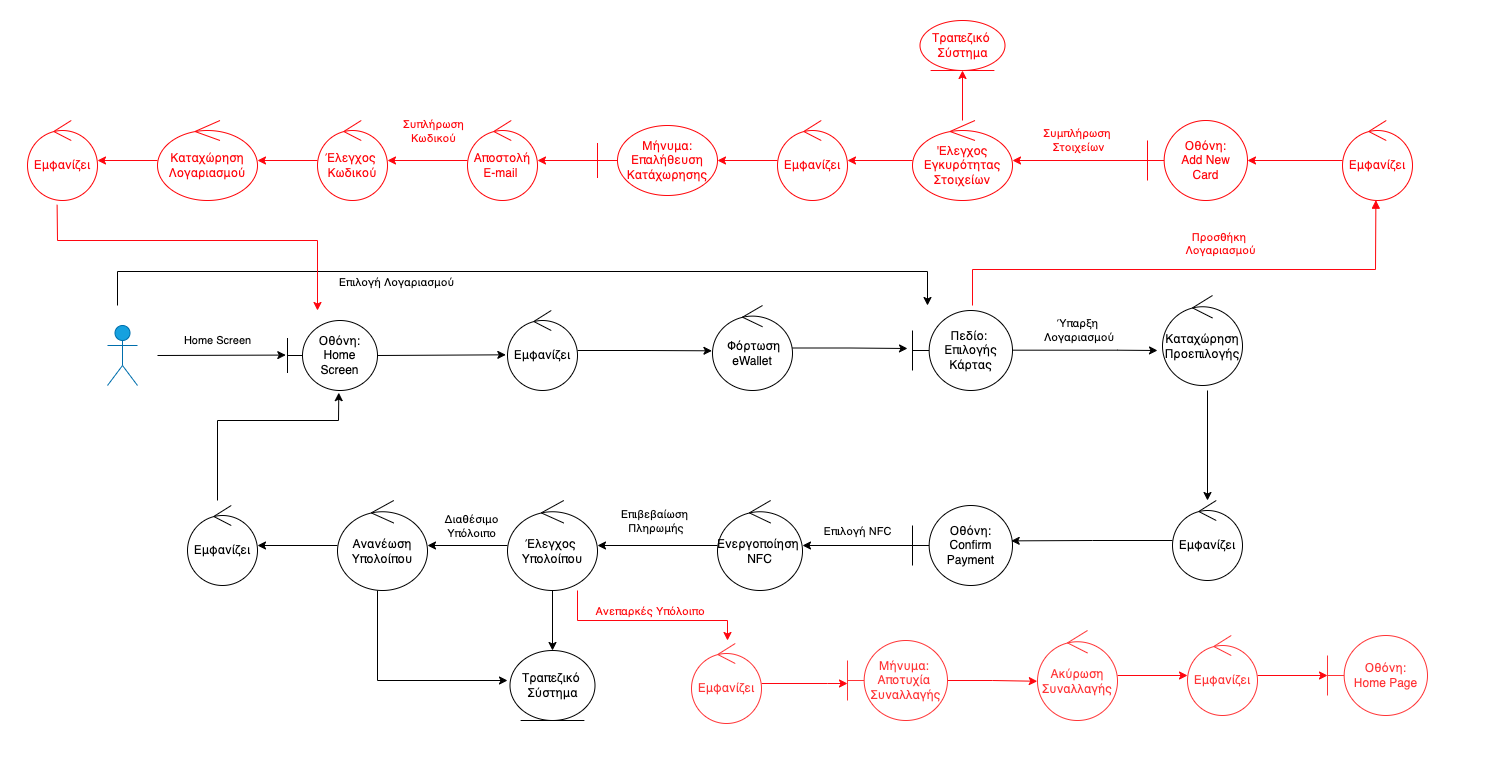 Τραπεζικό
Σύστημα
Εμφανίζει
Καταχώρηση
Λογαριασμού
Έλεγχος
Κωδικού
Συπλήρωση
Κωδικού
Αποστολή
E-mail
Μήνυμα:
Επαλήθευση
Κατάχωρησης
Εμφανίζει
Έλεγχος
Εγκυρότητας
Στοιχείων
Συμπλήρωση
Στοιχείων
Οθόνη:
Add New
Card
Εμφανίζει
Προσθήκη
Λογαριασμού
Επιλογή Λογαριασμού
Home Screen
Οθόνη:
Home
Screen
Εμφανίζει
Φόρτωση
eWallet
Πεδίο:
Επιλογής
Κάρτας
Ύπαρξη
Λογαριασμού
Καταχώρηση
Προεπιλογής
Εμφανίζει
Ανανέωση
Υπολοίπου
Διαθέσιμο
Υπόλοιπο
Έλεγχος
Υπολοίπου
Επιβεβαίωση
Πληρωμής
Ενεργοποίηση
NFC
Επιλογή NFC
Οθόνη:
Confirm
Payment
Εμφανίζει
Ανεπαρκές Υπόλοιπο
Τραπεζικό
Σύστημα
Εμφανίζει
Μήνυμα:
Αποτυχία
Συναλλαγής
Ακύρωση
Συναλλαγής
Εμφανίζει
Οθόνη:
Home Page